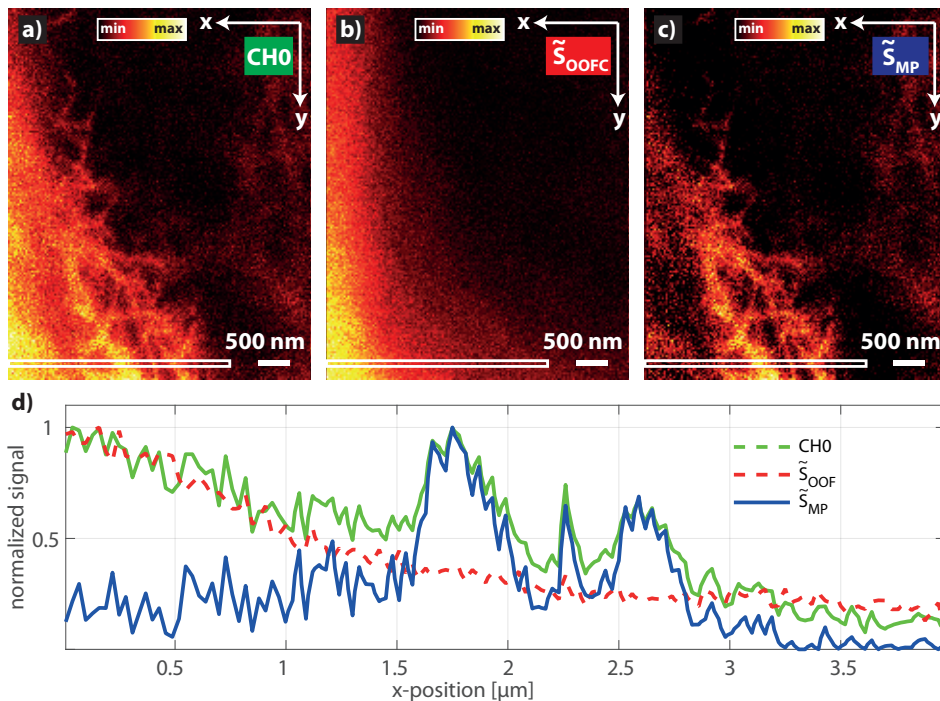 a)
min max
x
CH0
y
500 nm
b)
min max
x
S̃OOFC
y
500 nm
c)
min max
x
S̃MP
y
500 nm
d)
normalized signal
1
0.5
CH0
S̃OOF
S̃MP
0.5 1 1.5 2 2.5 3 3.5
x-position [µm]